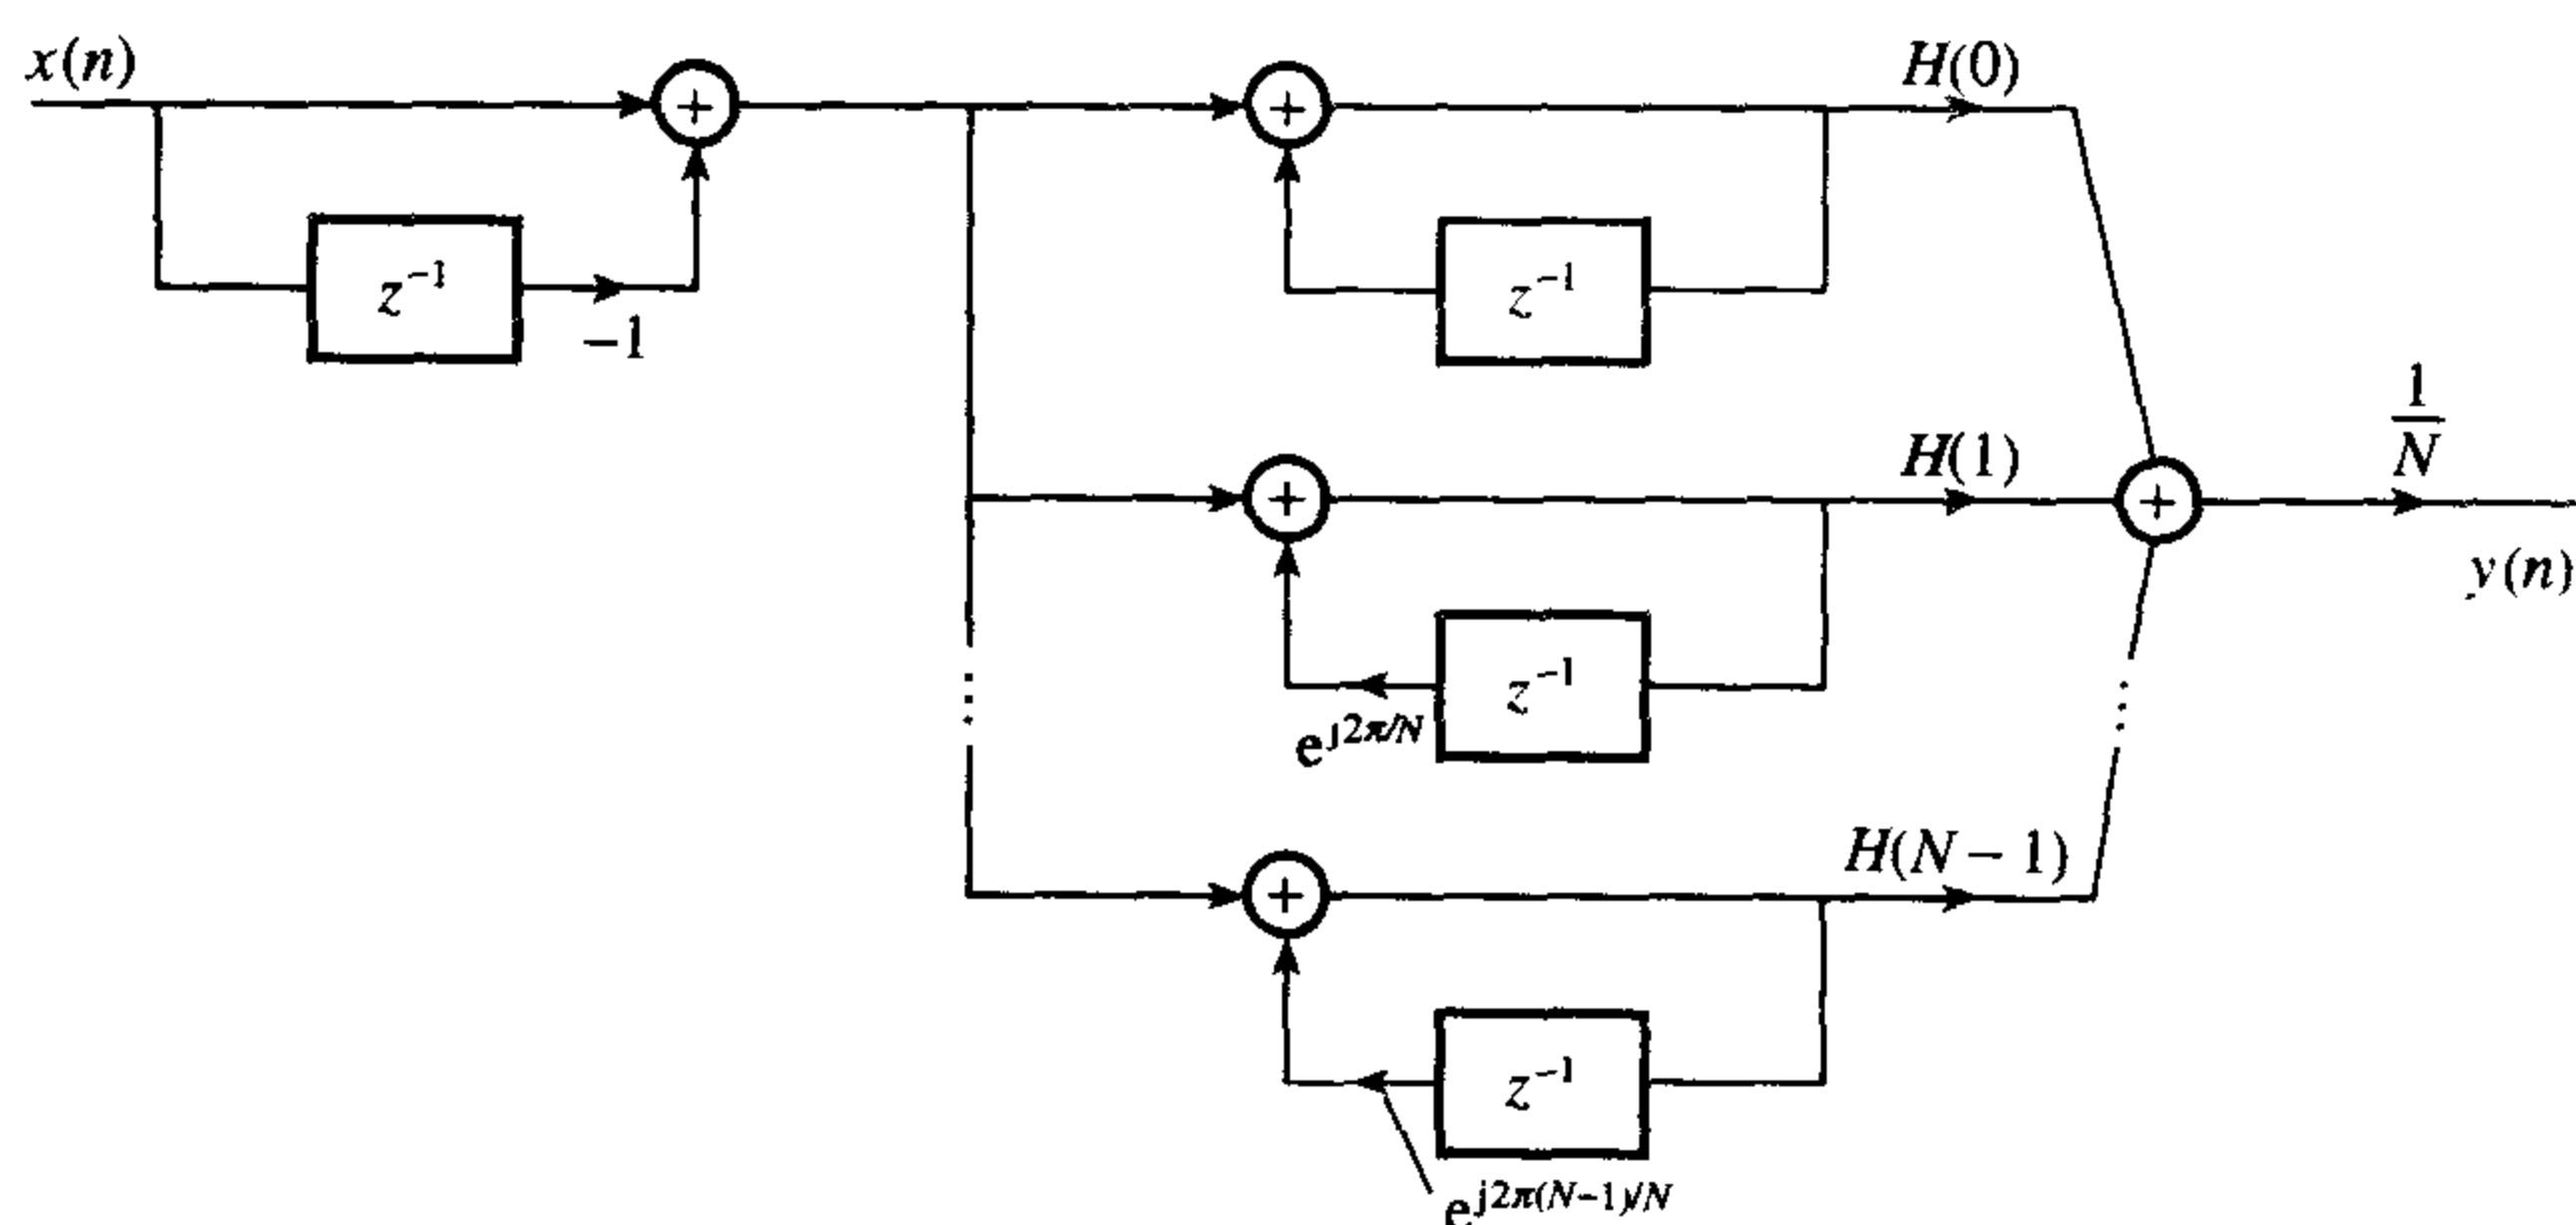 x(n)
+
z⁻¹
−1
+
H(0)
z⁻¹
+
H(1)
z⁻¹
e^{j2π/N}
+
H(N − 1)
z⁻¹
e^{j2π(N−1)/N}
+
1/N
y(n)